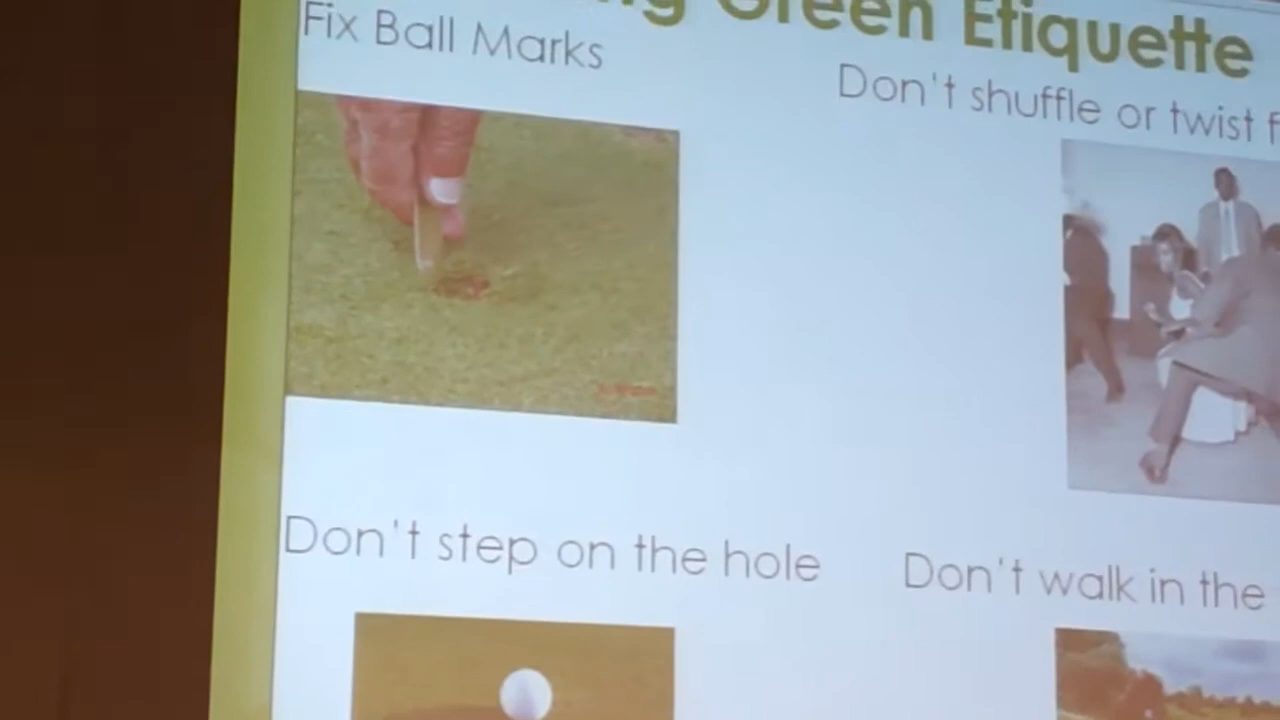 Green Etiquette
Fix Ball Marks
Don't shuffle or twist
Don't step on the hole
Don't walk in the